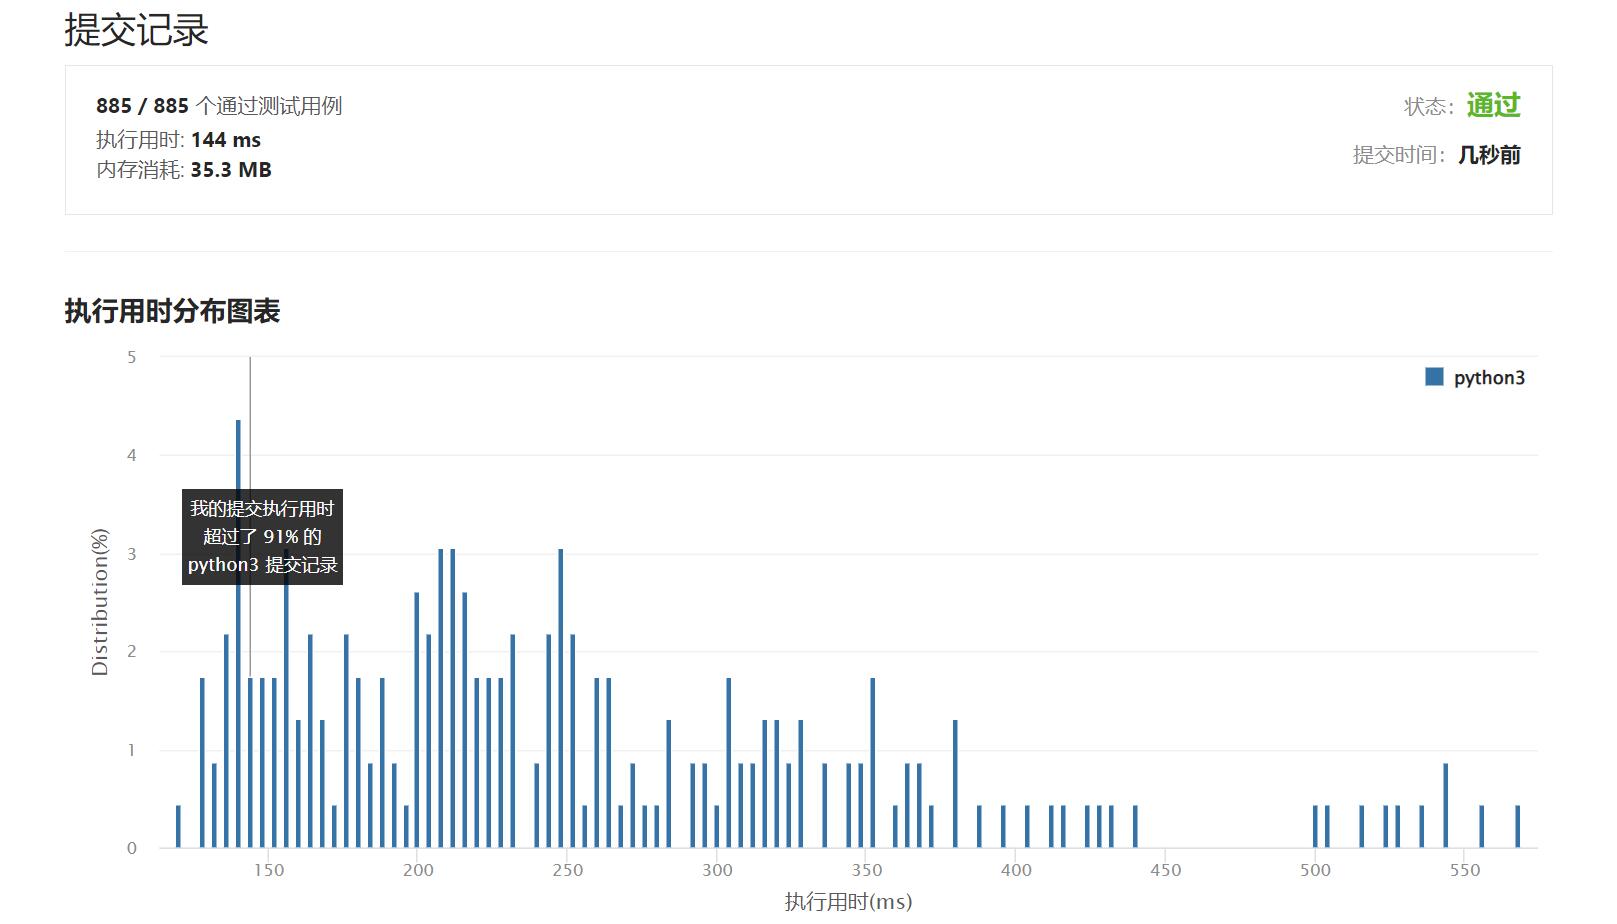 提交记录
885 / 885 个通过测试用例
状态：通过
执行用时: 144 ms
提交时间：几秒前
内存消耗: 35.3 MB
执行用时分布图表
5
python3
4
我的提交执行用时
超过了 91% 的
python3 提交记录
3
Distribution(%)
2
1
0
150 200 250 300 350 400 450 500 550
执行用时(ms)